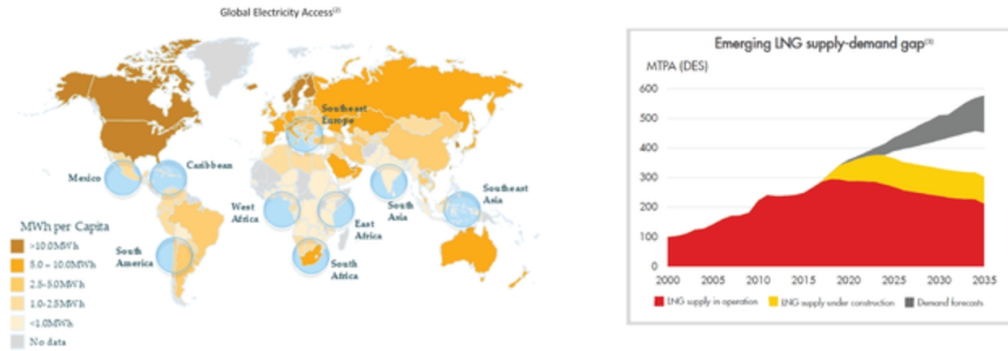 Global Electricity Access(2)
Southeast
Europe
Mexico
Caribbean
West
Africa
East
Africa
South
Asia
Southeast
Asia
South
America
South
Africa
MWh per Capita
>10.0MWh
5.0 – 10.0MWh
2.5-5.0MWh
1.0-2.5MWh
<1.0MWh
No data
Emerging LNG supply-demand gap(3)
MTPA (DES)
600
500
400
300
200
100
0
2000 2005 2010 2015 2020 2025 2030 2035
LNG supply in operation LNG supply under construction Demand forecasts